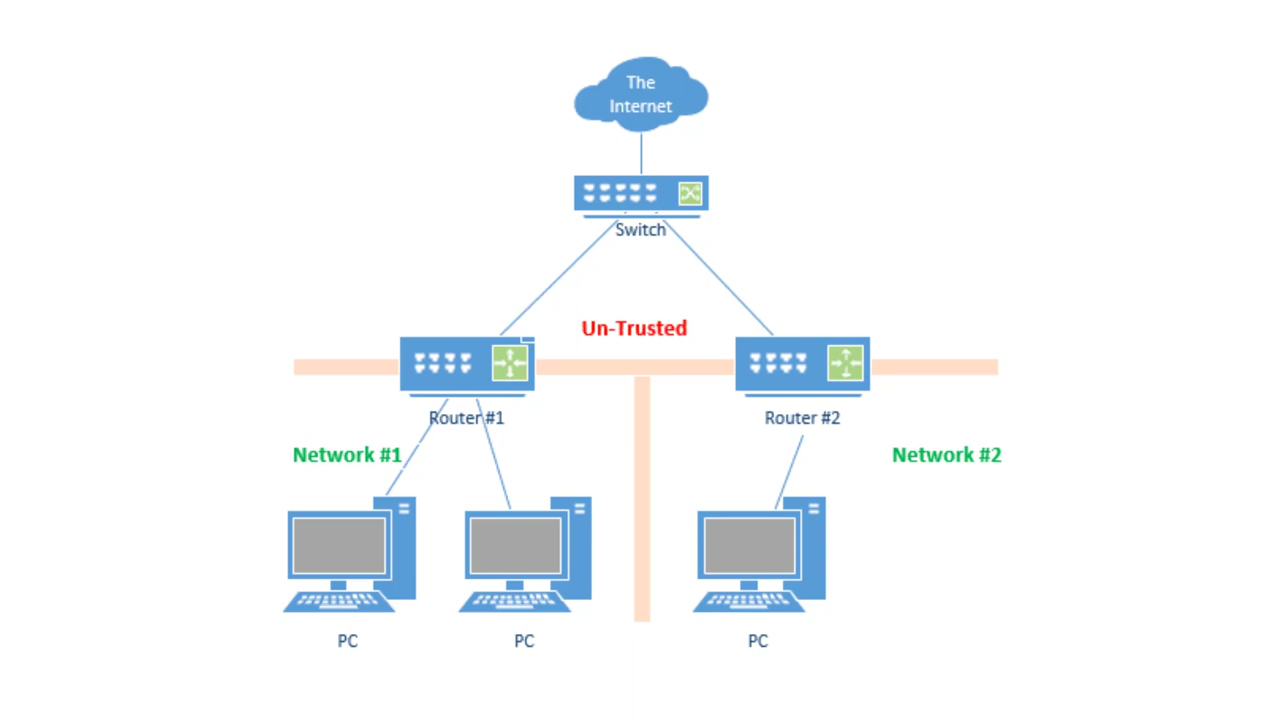 The
Internet
Switch
Un-Trusted
Router #1
Router #2
Network #1
Network #2
PC
PC
PC